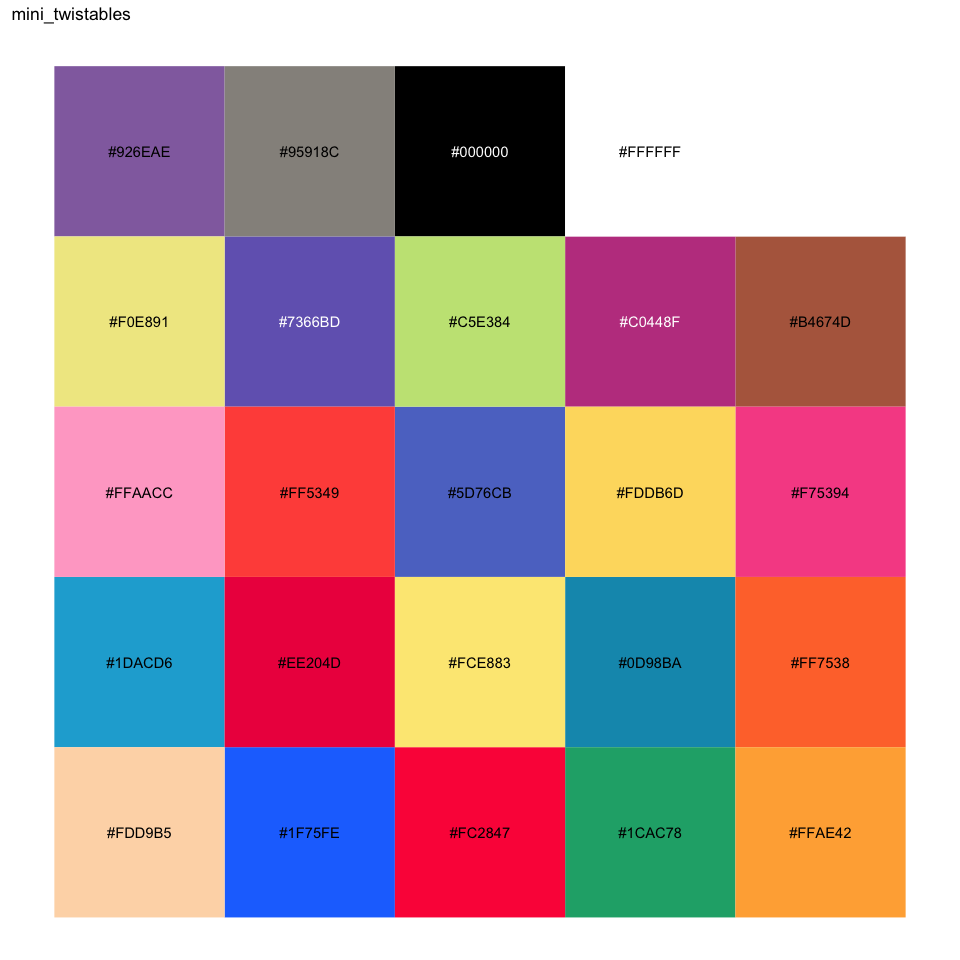 mini_twistables
#926EAE #95918C #000000 #FFFFFF
#F0E891 #7366BD #C5E384 #C0448F #B4674D
#FFAACC #FF5349 #5D76CB #FDDB6D #F75394
#1DACD6 #EE204D #FCE883 #0D98BA #FF7538
#FDD9B5 #1F75FE #FC2847 #1CAC78 #FFAE42